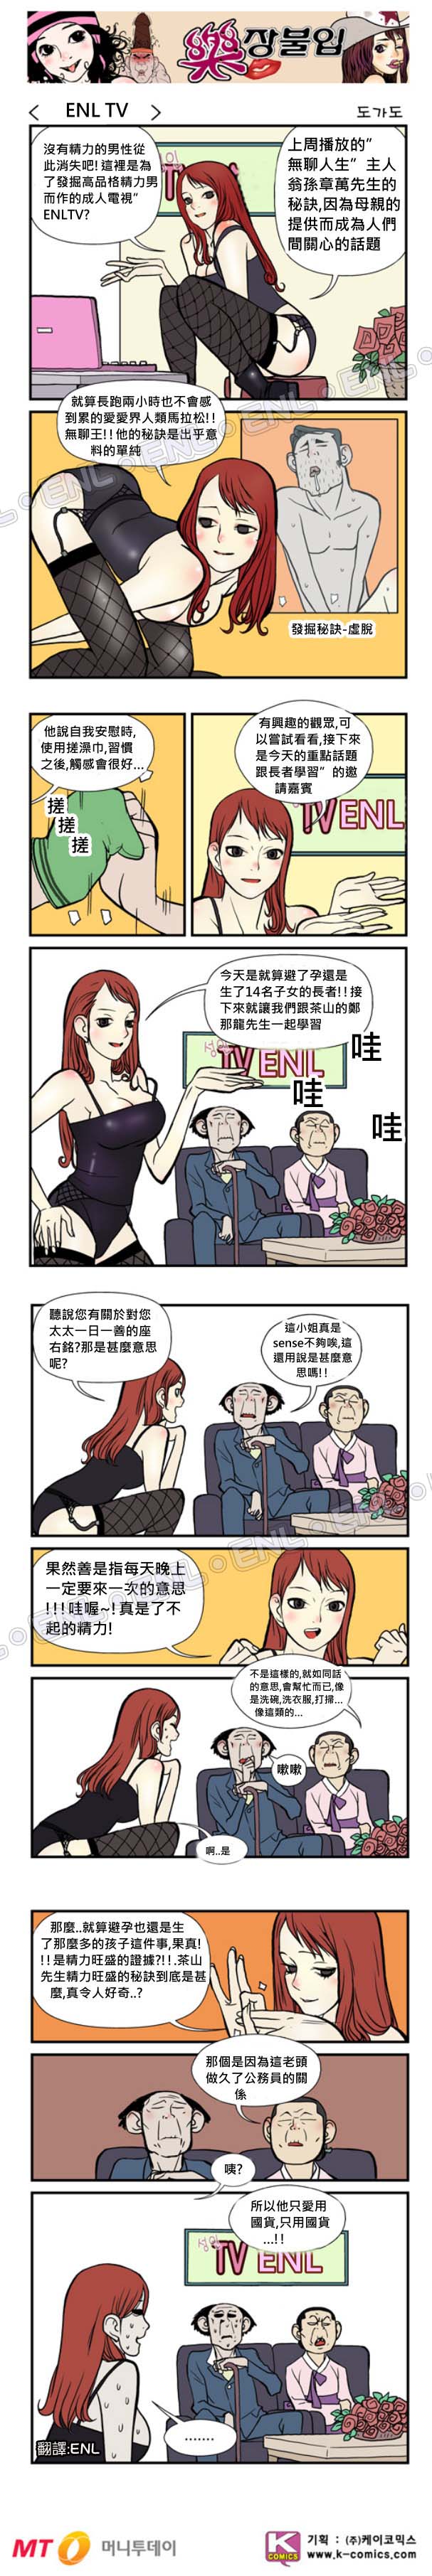 樂장불입
< ENL TV >
도가도
沒有精力的男性從
此消失吧!這裡是為
了發掘高品格精力男
而作的成人電視"
ENLTV?
上周播放的"
無聊人生"主人
翁孫章萬先生的
秘訣,因為母親的
提供而成為人們
間關心的話題
就算長跑兩小時也不會感
到累的愛愛界人類馬拉松!!
無聊王!!他的秘訣是出乎意
料的單純
發掘秘訣-虛脫
他說自我安慰時,
使用搓澡巾,習慣
之後,觸感會很好...
搓
搓
搓
有興趣的觀眾,可
以嘗試看看,接下來
是今天的重點話題
跟長者學習"的邀
請嘉賓
TV ENL
今天是就算避了孕還是
生了14名子女的長者!!接
下來就讓我們跟茶山的鄭
那龍先生一起學習
성인
TV ENL
哇
哇
哇
聽說您有關於對您
太太一日一善的座
右銘?那是甚麼意思
呢?
這小姐真是
sense不夠唉,這
還用說是甚麼意
思嗎!!
果然善是指每天晚上
一定要來一次的意思
!!!哇喔~!真是了不
起的精力!
不是這樣的,就如同話
的意思,會幫忙而已,像
是洗碗,洗衣服,打掃...
像這類的...
嗽嗽
啊..是
那麼..就算避孕也還是生
了那麼多的孩子這件事,果真!
!!是精力旺盛的證據?!!.茶山
先生精力旺盛的秘訣到底是甚
麼,真令人好奇..?
那個是因為這老頭
做久了公務員的關
係
咦?
所以他只愛用
國貨,只用國貨
...!!
성인
TV ENL
.......
翻譯:ENL
MT 머니투데이
K COMICS
기획 : (주)케이코믹스
www.k-comics.com